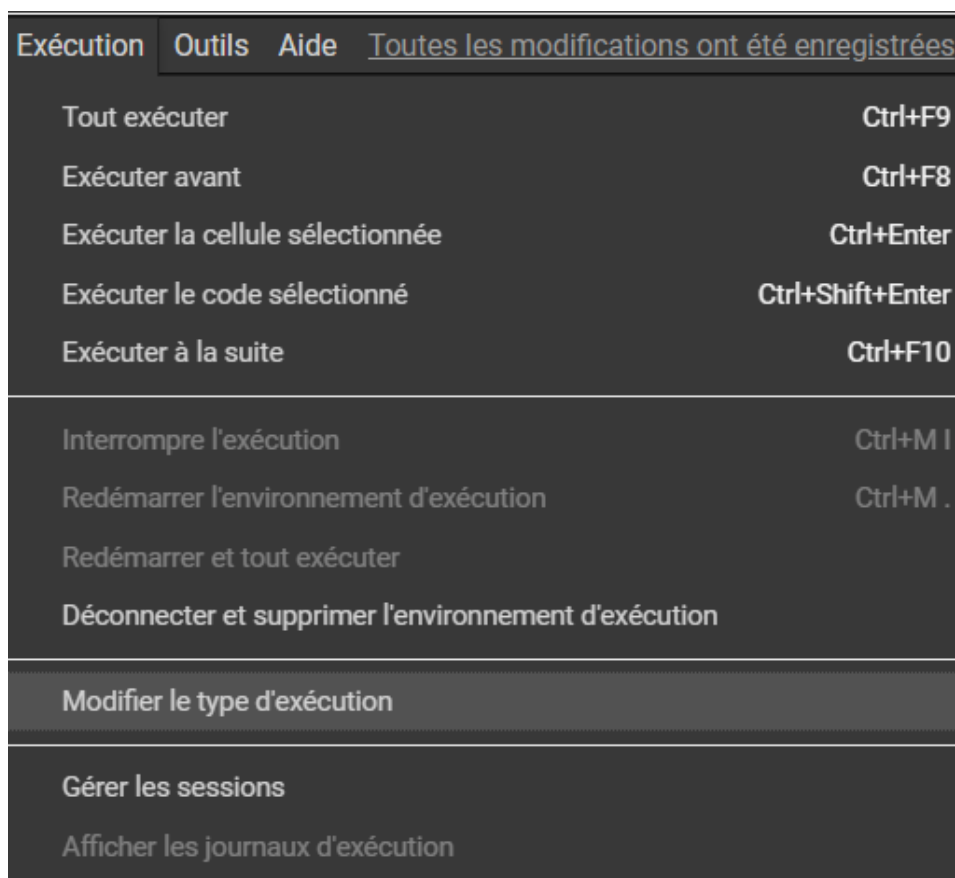 Exécution Outils Aide Toutes les modifications ont été enregistrées
Tout exécuter Ctrl+F9
Exécuter avant Ctrl+F8
Exécuter la cellule sélectionnée Ctrl+Enter
Exécuter le code sélectionné Ctrl+Shift+Enter
Exécuter à la suite Ctrl+F10
Interrompre l'exécution Ctrl+M I
Redémarrer l'environnement d'exécution Ctrl+M .
Redémarrer et tout exécuter
Déconnecter et supprimer l'environnement d'exécution
Modifier le type d'exécution
Gérer les sessions
Afficher les journaux d'exécution